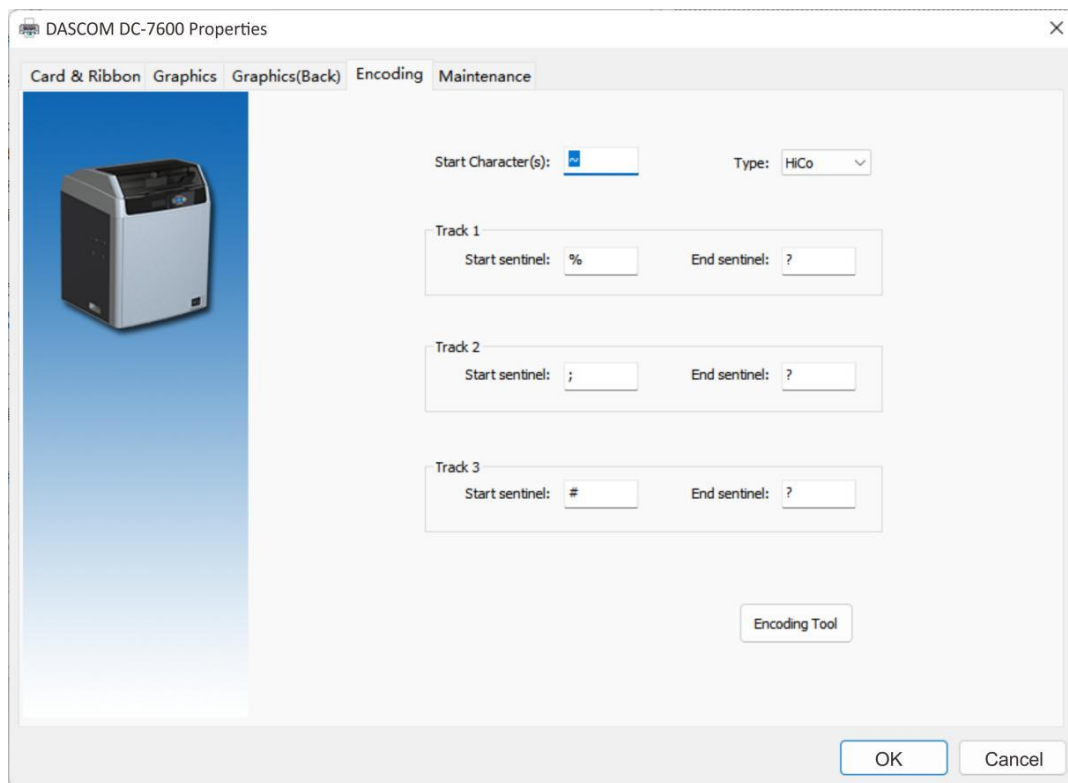 DASCOM DC-7600 Properties
Card & Ribbon Graphics Graphics(Back) Encoding Maintenance
Start Character(s): ~ Type: HiCo
Track 1
Start sentinel: % End sentinel: ?
Track 2
Start sentinel: ; End sentinel: ?
Track 3
Start sentinel: # End sentinel: ?
Encoding Tool
OK Cancel